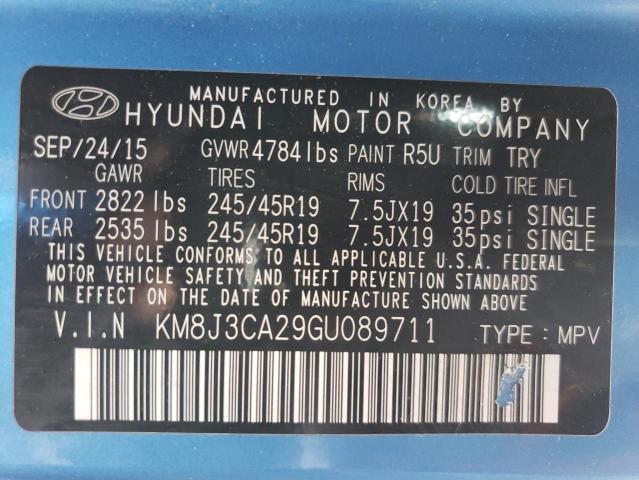 MANUFACTURED IN KOREA BY
HYUNDAI MOTOR COMPANY
SEP/24/15 GVWR 4784 lbs PAINT R5U TRIM TRY
GAWR TIRES RIMS COLD TIRE INFL
FRONT 2822 lbs 245/45R19 7.5JX19 35psi SINGLE
REAR 2535 lbs 245/45R19 7.5JX19 35psi SINGLE
THIS VEHICLE CONFORMS TO ALL APPLICABLE U.S.A. FEDERAL
MOTOR VEHICLE SAFETY AND THEFT PREVENTION STANDARDS
IN EFFECT ON THE DATE OF MANUFACTURE SHOWN ABOVE.
V.I.N KM8J3CA29GU089711 TYPE : MPV